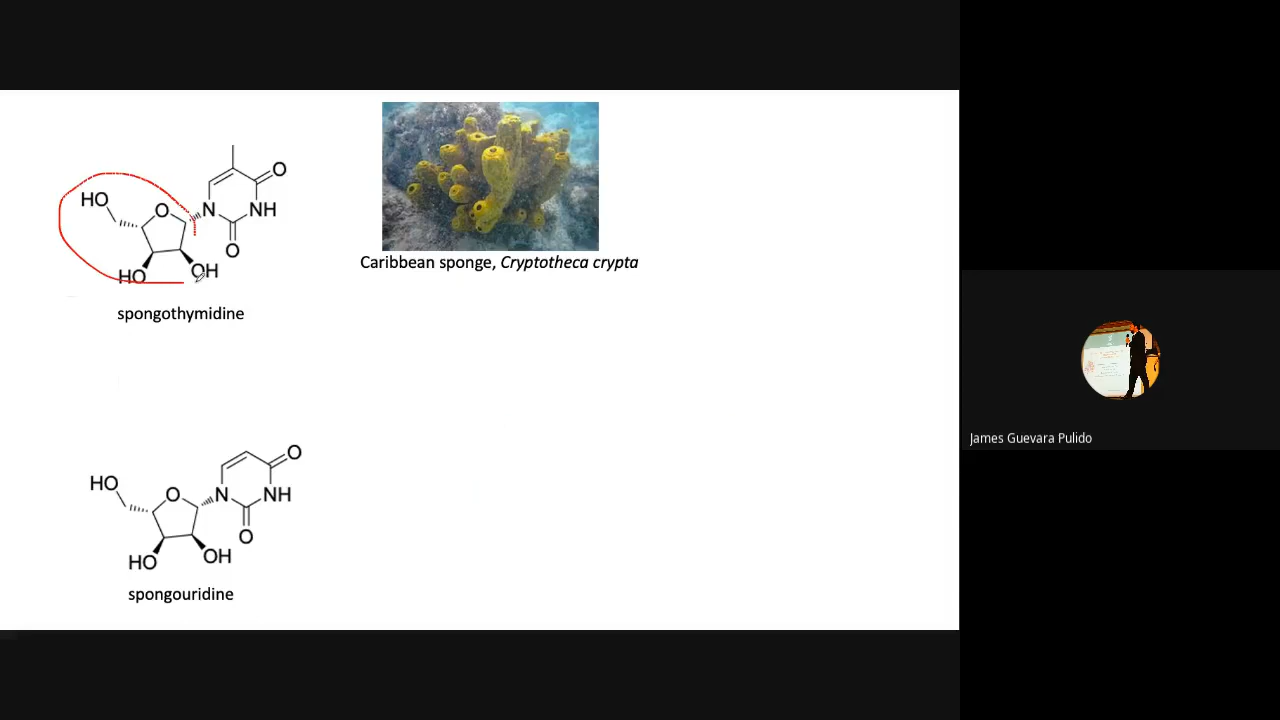 HO
O
N
O
NH
O
HO
OH
spongothymidine
Caribbean sponge, Cryptotheca crypta
HO
O
N
O
NH
O
HO
OH
spongouridine
James Guevara Pulido